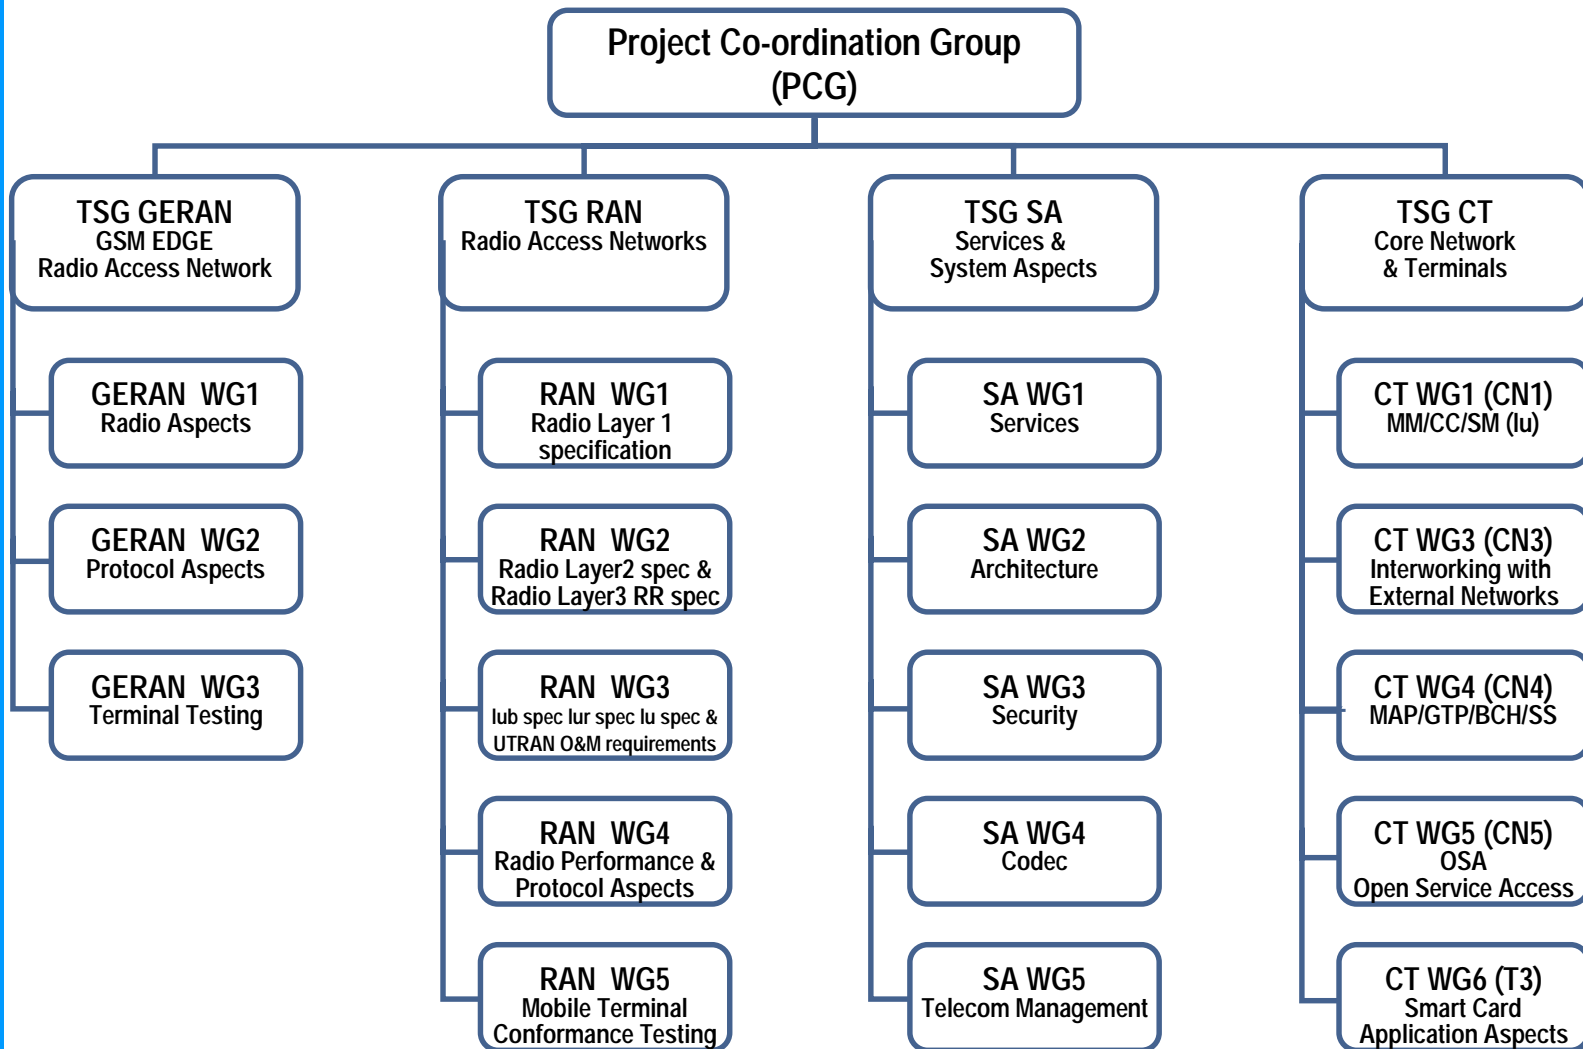 Project Co-ordination Group
(PCG)
TSG GERAN
GSM EDGE
Radio Access Network
TSG RAN
Radio Access Networks
TSG SA
Services &
System Aspects
TSG CT
Core Network
& Terminals
GERAN WG1
Radio Aspects
RAN WG1
Radio Layer 1
specification
SA WG1
Services
CT WG1 (CN1)
MM/CC/SM (Iu)
GERAN WG2
Protocol Aspects
RAN WG2
Radio Layer2 spec &
Radio Layer3 RR spec
SA WG2
Architecture
CT WG3 (CN3)
Interworking with
External Networks
GERAN WG3
Terminal Testing
RAN WG3
Iub spec Iur spec Iu spec &
UTRAN O&M requirements
SA WG3
Security
CT WG4 (CN4)
MAP/GTP/BCH/SS
RAN WG4
Radio Performance &
Protocol Aspects
SA WG4
Codec
CT WG5 (CN5)
OSA
Open Service Access
RAN WG5
Mobile Terminal
Conformance Testing
SA WG5
Telecom Management
CT WG6 (T3)
Smart Card
Application Aspects